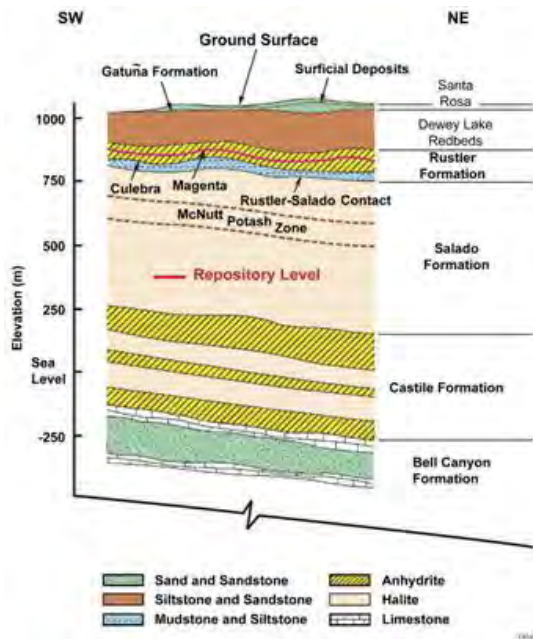 SW
NE
Ground Surface
Gatuña Formation
Surficial Deposits
Santa
Rosa
1000
Dewey Lake
Redbeds
Rustler
Formation
750
Culebra
Magenta
Rustler-Salado Contact
McNutt Potash Zone
500
Salado
Formation
Repository Level
Elevation (m)
250
Sea
Level
Castile Formation
-250
Bell Canyon
Formation
Sand and Sandstone
Anhydrite
Siltstone and Sandstone
Halite
Mudstone and Siltstone
Limestone